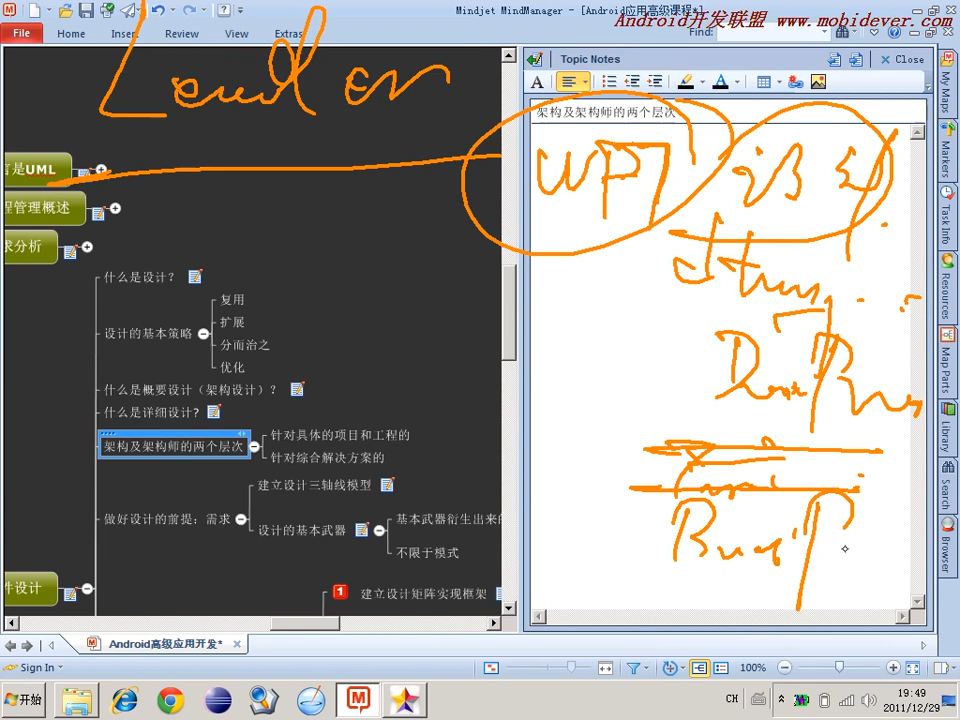 Mindjet MindManager - [Android应用高级课程*]
Android开发联盟 www.mobidever.com
File Home Insert Review View Extras Find:
Topic Notes Close
架构及架构师的两个层次
言是UML
程管理概述
求分析
什么是设计?
设计的基本策略
复用
扩展
分而治之
优化
什么是概要设计（架构设计）?
什么是详细设计?
架构及架构师的两个层次
针对具体的项目和工程的
针对综合解决方案的
做好设计的前提：需求
建立设计三轴线模型
设计的基本武器
基本武器衍生出来的
不限于模式
件设计
1 建立设计矩阵实现框架
My Maps
Markers
Task Info
Resources
Map Parts
Library
Search
Browser
Android高级应用开发*
Sign In
100%
开始
CH
19:49
2011/12/29